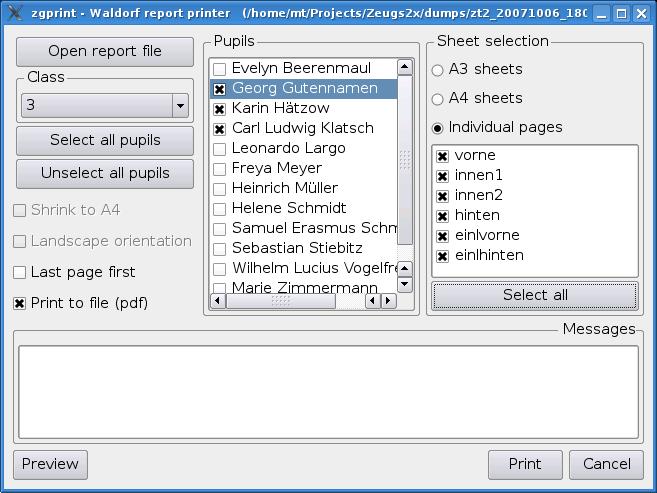 zgprint - Waldorf report printer (/home/mt/Projects/Zeugs2x/dumps/zt2_20071006_180
Open report file
Class
3
Select all pupils
Unselect all pupils
Shrink to A4
Landscape orientation
Last page first
Print to file (pdf)
Pupils
Evelyn Beerenmaul
Georg Gutennamen
Karin Hätzow
Carl Ludwig Klatsch
Leonardo Largo
Freya Meyer
Heinrich Müller
Helene Schmidt
Samuel Erasmus Schm
Sebastian Stiebitz
Wilhelm Lucius Vogelfre
Marie Zimmermann
Sheet selection
A3 sheets
A4 sheets
Individual pages
vorne
innen1
innen2
hinten
einlvorne
einlhinten
Select all
Messages
Preview
Print
Cancel